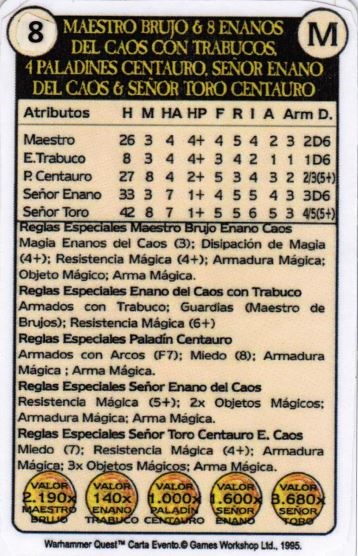 8
MAESTRO BRUJO & 8 ENANOS
DEL CAOS CON TRABUCOS,
4 PALADINES CENTAURO, SEÑOR ENANO
DEL CAOS & SEÑOR TORO CENTAURO
M
Atributos H M HA HP F R I A Arm D.
Maestro 26 3 4 4+ 4 5 4 2 3 2D6
E.Trabuco 8 3 4 4+ 3 4 2 1 1 1D6
P. Centauro 27 8 4 2+ 5 3 4 3 2 2/3(5+)
Señor Enano 33 3 7 1+ 4 5 5 4 3 3D6
Señor Toro 42 8 7 1+ 5 5 6 5 3 4/5(5+)
Reglas Especiales Maestro Brujo Enano Caos
Magia Enanos del Caos (3); Disipación de Magia
(4+); Resistencia Mágica (4+); Armadura Mágica;
Objeto Mágico; Arma Mágica.
Reglas Especiales Enano del Caos con Trabuco
Armados con Trabuco; Guardias (Maestro de
Brujos); Resistencia Mágica (6+)
Reglas Especiales Paladín Centauro
Armados con Arcos (F7); Miedo (8); Armadura
Mágica ; Arma Mágica.
Reglas Especiales Señor Enano del Caos
Resistencia Mágica (5+); 2x Objetos Mágicos;
Armadura Mágica; Arma Mágica.
Reglas Especiales Señor Toro Centauro E. Caos
Miedo (7); Resistencia Mágica (4+); Armadura
Mágica; 3x Objetos Mágicos; Arma Mágica.
VALOR VALOR VALOR VALOR VALOR
2.190x 140x 1.000x 1.600x 3.680x
MAESTRO ENANO PALADÍN SEÑOR SEÑOR
BRUJO TRABUCO CENTAURO ENANO TORO
Warhammer Quest™ Carta Evento.© Games Workshop Ltd., 1995.